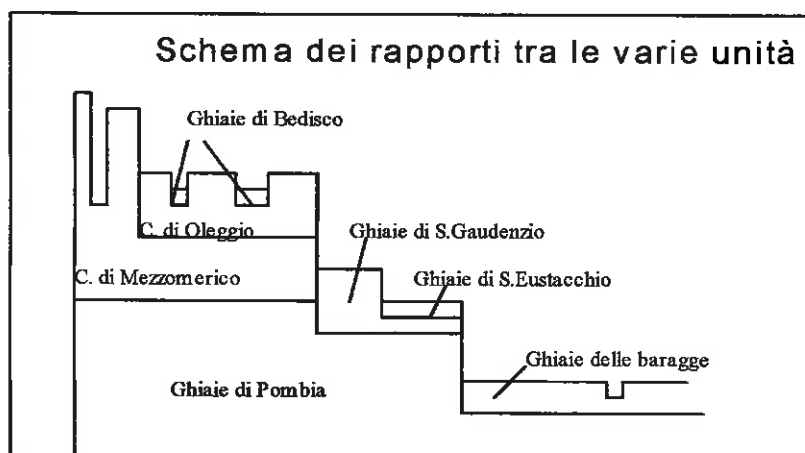 Schema dei rapporti tra le varie unità
Ghiaie di Bedisco
C. di Oleggio
Ghiaie di S.Gaudenzio
C. di Mezzomerico
Ghiaie di S.Eustacchio
Ghiaie delle baragge
Ghiaie di Pombia